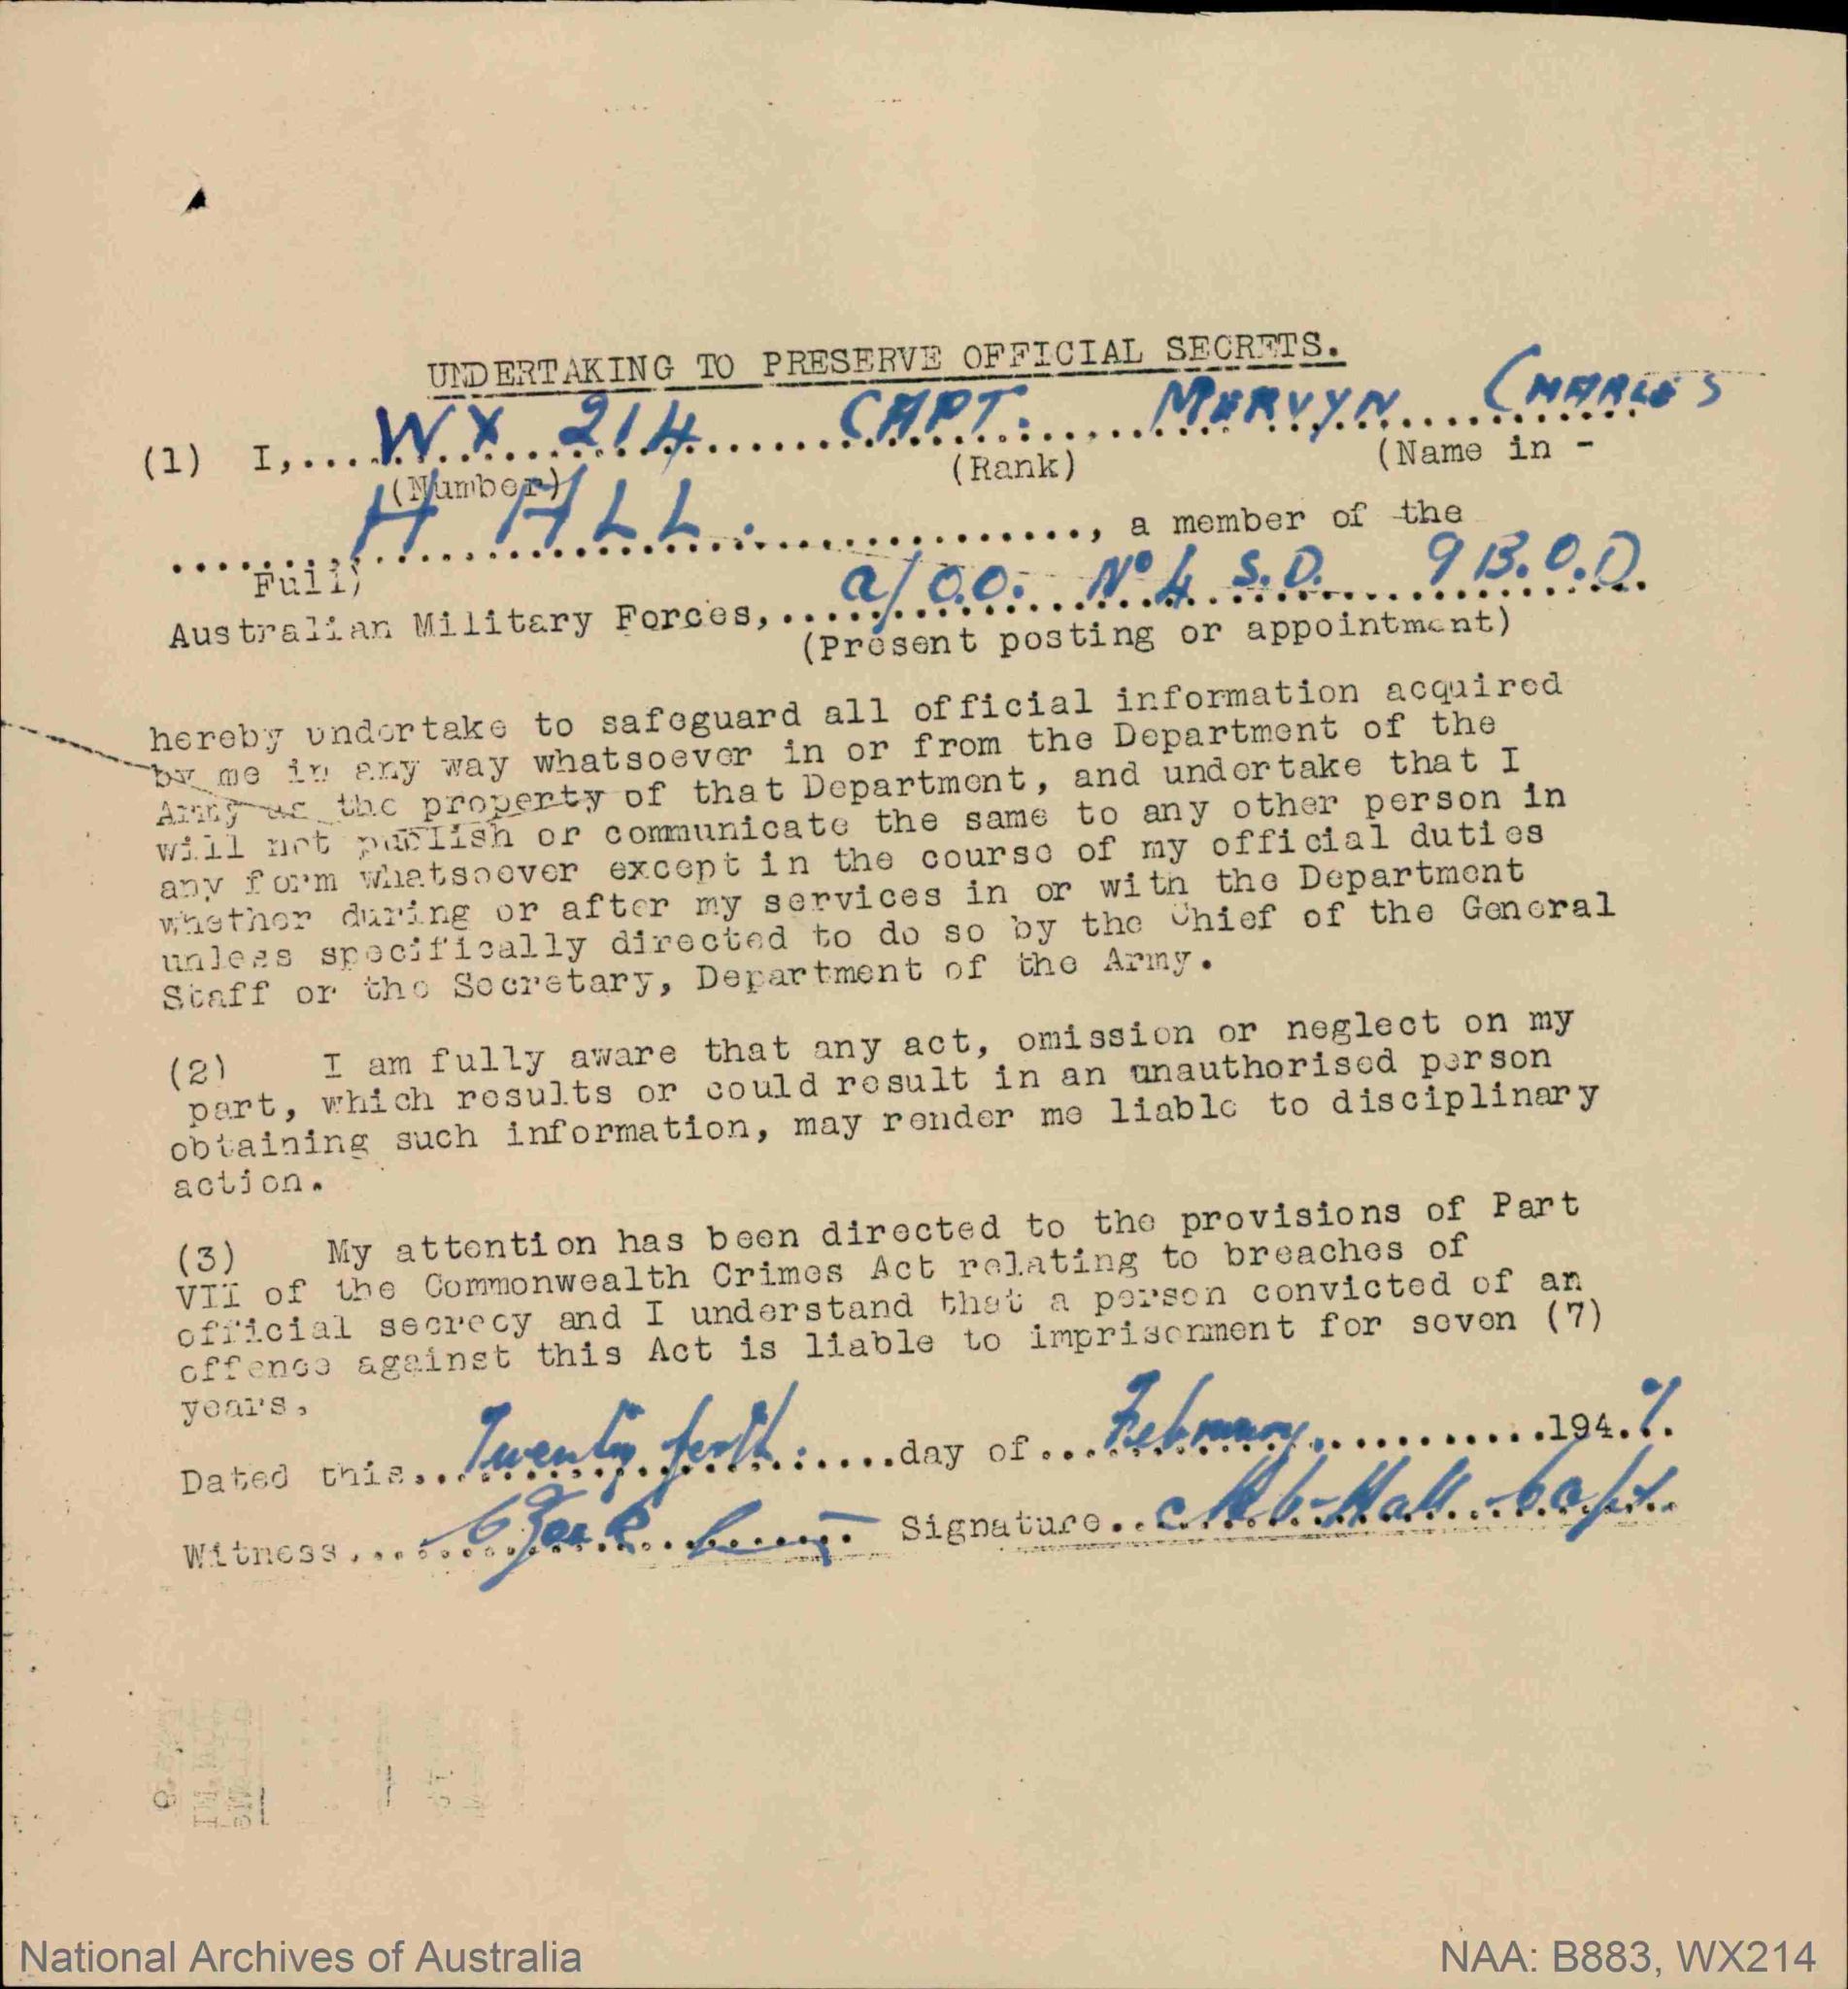 UNDERTAKING TO PRESERVE OFFICIAL SECRETS.
(1) I,....WX 214........CAPT.......MERVYN........CHARLES
(Number) (Rank) (Name in -
......HALL......................, a member of the
Full)
Australian Military Forces,....a/O.O. No 4 S.D. 9 B.O.D.
(Present posting or appointment)
hereby undertake to safeguard all official information acquired
by me in any way whatsoever in or from the Department of the
Army as the property of that Department, and undertake that I
will not publish or communicate the same to any other person in
any form whatsoever except in the course of my official duties
whether during or after my services in or with the Department
unless specifically directed to do so by the Chief of the General
Staff or the Secretary, Department of the Army.
(2) I am fully aware that any act, omission or neglect on my
part, which results or could result in an unauthorised person
obtaining such information, may render me liable to disciplinary
action.
(3) My attention has been directed to the provisions of Part
VII of the Commonwealth Crimes Act relating to breaches of
official secrecy and I understand that a person convicted of an
offence against this Act is liable to imprisonment for seven (7)
years.
Dated this....Twenty.........day of....February..............194.7.
Witness.... Signature...M C Hall Capt...
National Archives of Australia
NAA: B883, WX214